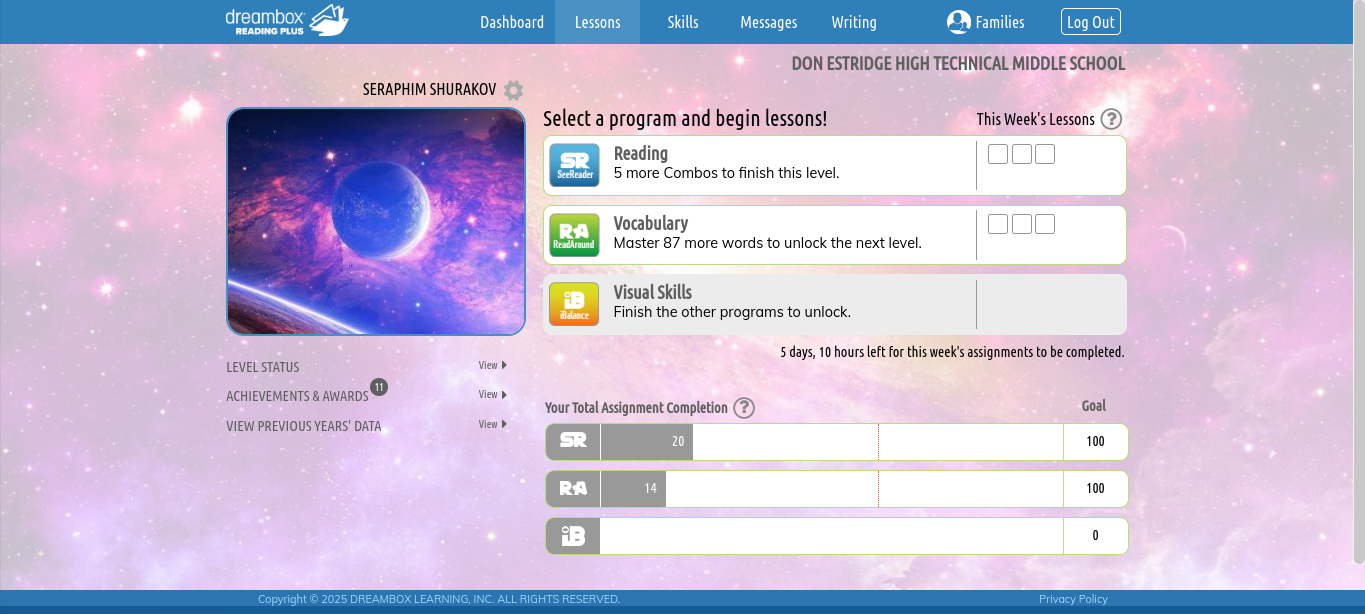 dreambox
READING PLUS
Dashboard Lessons Skills Messages Writing Families Log Out
DON ESTRIDGE HIGH TECHNICAL MIDDLE SCHOOL
SERAPHIM SHURAKOV
Select a program and begin lessons! This Week's Lessons ?
SR
SeeReader
Reading
5 more Combos to finish this level.
RA
ReadAround
Vocabulary
Master 87 more words to unlock the next level.
iB
iBalance
Visual Skills
Finish the other programs to unlock.
5 days, 10 hours left for this week's assignments to be completed.
LEVEL STATUS View
ACHIEVEMENTS & AWARDS 11 View
VIEW PREVIOUS YEARS' DATA View
Your Total Assignment Completion ? Goal
SR 20 100
RA 14 100
iB 0
Copyright © 2025 DREAMBOX LEARNING, INC. ALL RIGHTS RESERVED. Privacy Policy